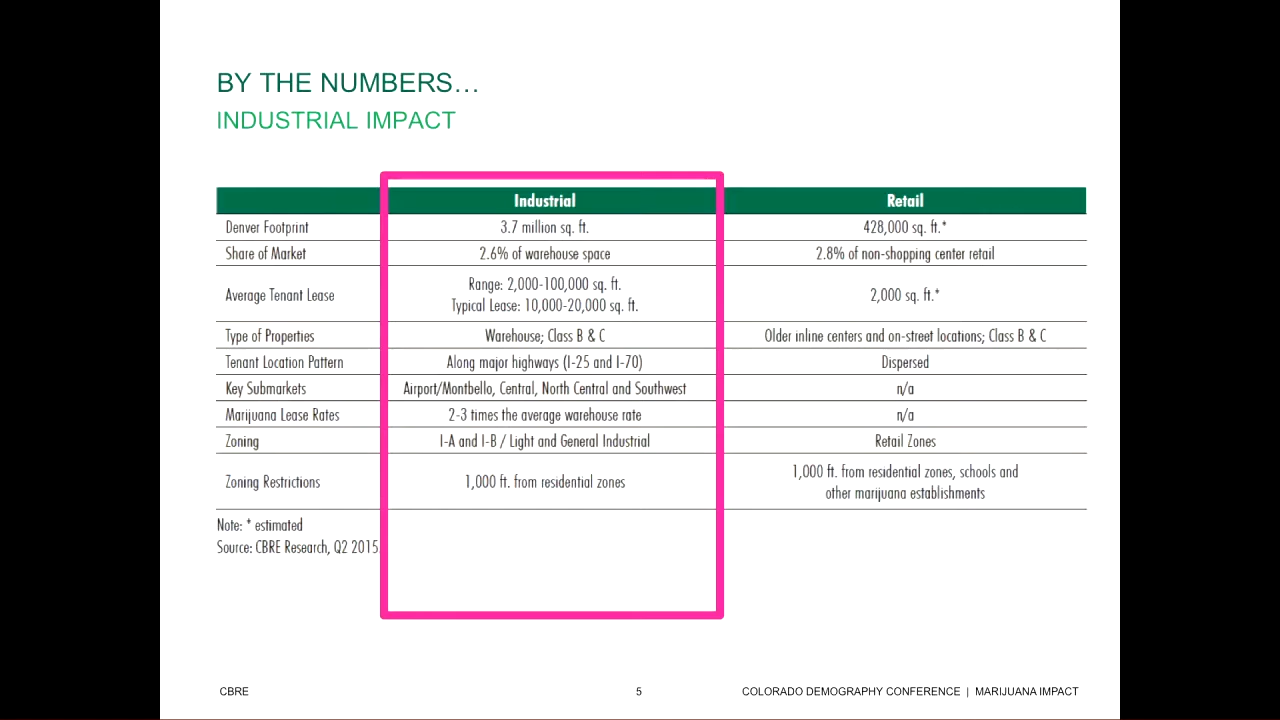 BY THE NUMBERS…
INDUSTRIAL IMPACT
Industrial Retail
Denver Footprint 3.7 million sq. ft. 428,000 sq. ft.*
Share of Market 2.6% of warehouse space 2.8% of non-shopping center retail
Average Tenant Lease Range: 2,000-100,000 sq. ft.
Typical Lease: 10,000-20,000 sq. ft. 2,000 sq. ft.*
Type of Properties Warehouse; Class B & C Older inline centers and on-street locations; Class B & C
Tenant Location Pattern Along major highways (I-25 and I-70) Dispersed
Key Submarkets Airport/Montbello, Central, North Central and Southwest n/a
Marijuana Lease Rates 2-3 times the average warehouse rate n/a
Zoning I-A and I-B / Light and General Industrial Retail Zones
Zoning Restrictions 1,000 ft. from residential zones 1,000 ft. from residential zones, schools and
other marijuana establishments
Note: * estimated
Source: CBRE Research, Q2 2015.
CBRE 5 COLORADO DEMOGRAPHY CONFERENCE | MARIJUANA IMPACT